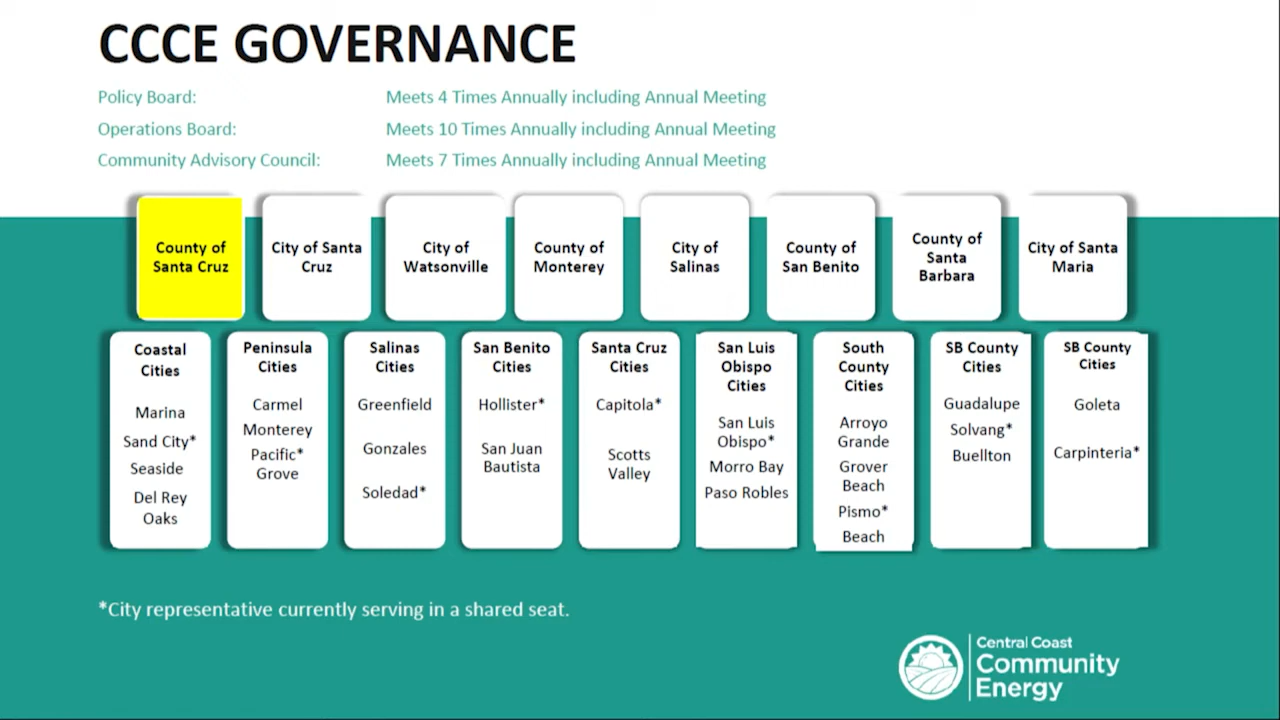 CCCE GOVERNANCE
Policy Board: Meets 4 Times Annually including Annual Meeting
Operations Board: Meets 10 Times Annually including Annual Meeting
Community Advisory Council: Meets 7 Times Annually including Annual Meeting
County of
Santa Cruz
City of Santa
Cruz
City of
Watsonville
County of
Monterey
City of
Salinas
County of
San Benito
County of
Santa
Barbara
City of Santa
Maria
Coastal
Cities
Marina
Sand City*
Seaside
Del Rey
Oaks
Peninsula
Cities
Carmel
Monterey
Pacific*
Grove
Salinas
Cities
Greenfield
Gonzales
Soledad*
San Benito
Cities
Hollister*
San Juan
Bautista
Santa Cruz
Cities
Capitola*
Scotts
Valley
San Luis
Obispo
Cities
San Luis
Obispo*
Morro Bay
Paso Robles
South
County
Cities
Arroyo
Grande
Grover
Beach
Pismo*
Beach
SB County
Cities
Guadalupe
Solvang*
Buellton
SB County
Cities
Goleta
Carpinteria*
*City representative currently serving in a shared seat.
Central Coast
Community
Energy